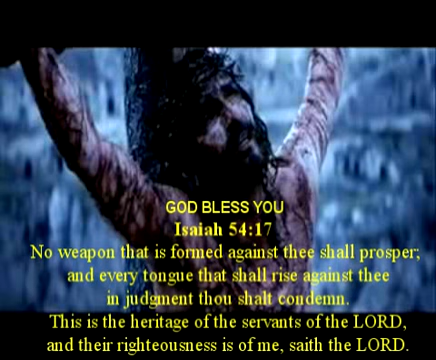 GOD BLESS YOU
Isaiah 54:17
No weapon that is formed against thee shall prosper;
and every tongue that shall rise against thee
in judgment thou shalt condemn.
This is the heritage of the servants of the LORD,
and their righteousness is of me, saith the LORD.